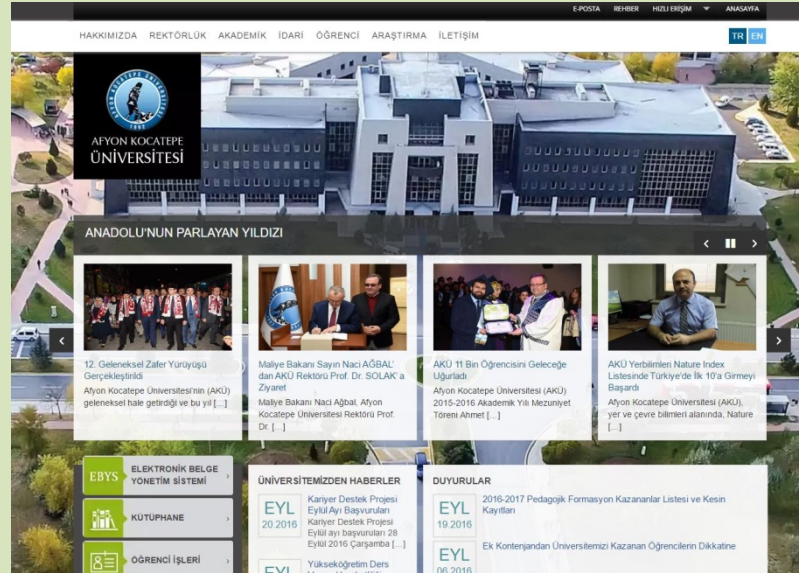 E-POSTA REHBER HIZLI ERİŞİM ANASAYFA
HAKKIMIZDA REKTÖRLÜK AKADEMİK İDARİ ÖĞRENCİ ARAŞTIRMA İLETİŞİM
TR EN
AFYON KOCATEPE ÜNİVERSİTESİ
1992
AFYON KOCATEPE
ÜNİVERSİTESİ
ANADOLU'NUN PARLAYAN YILDIZI
12. Geleneksel Zafer Yürüyüşü
Gerçekleştirildi
Afyon Kocatepe Üniversitesi'nin (AKÜ)
geleneksel hale getirdiği ve bu yıl [...]
Maliye Bakanı Sayın Naci AĞBAL'
dan AKÜ Rektörü Prof. Dr. SOLAK' a
Ziyaret
Maliye Bakanı Naci Ağbal, Afyon
Kocatepe Üniversitesi Rektörü Prof.
Dr. [...]
AKÜ 11 Bin Öğrencisini Geleceğe
Uğurladı
Afyon Kocatepe Üniversitesi (AKÜ)
2015-2016 Akademik Yılı Mezuniyet
Töreni Ahmet [...]
AKÜ Yerbilimleri Nature Index
Listesinde Türkiye'de İlk 10'a Girmeyi
Başardı
Afyon Kocatepe Üniversitesi (AKÜ),
yer ve çevre bilimleri alanında, Nature
[...]
EBYS
ELEKTRONİK BELGE
YÖNETİM SİSTEMİ
KÜTÜPHANE
ÖĞRENCİ İŞLERİ
ÜNİVERSİTEMİZDEN HABERLER
EYL
20.2016
Kariyer Destek Projesi
Eylül Ayı Başvuruları
Kariyer Destek Projesi
Eylül ayı başvuruları 28
Eylül 2016 Çarşamba [...]
EYL
Yükseköğretim Ders
DUYURULAR
EYL
19.2016
2016-2017 Pedagojik Formasyon Kazananlar Listesi ve Kesin
Kayıtları
EYL
06.2016
Ek Kontenjandan Üniversitemizi Kazanan Öğrencilerin Dikkatine